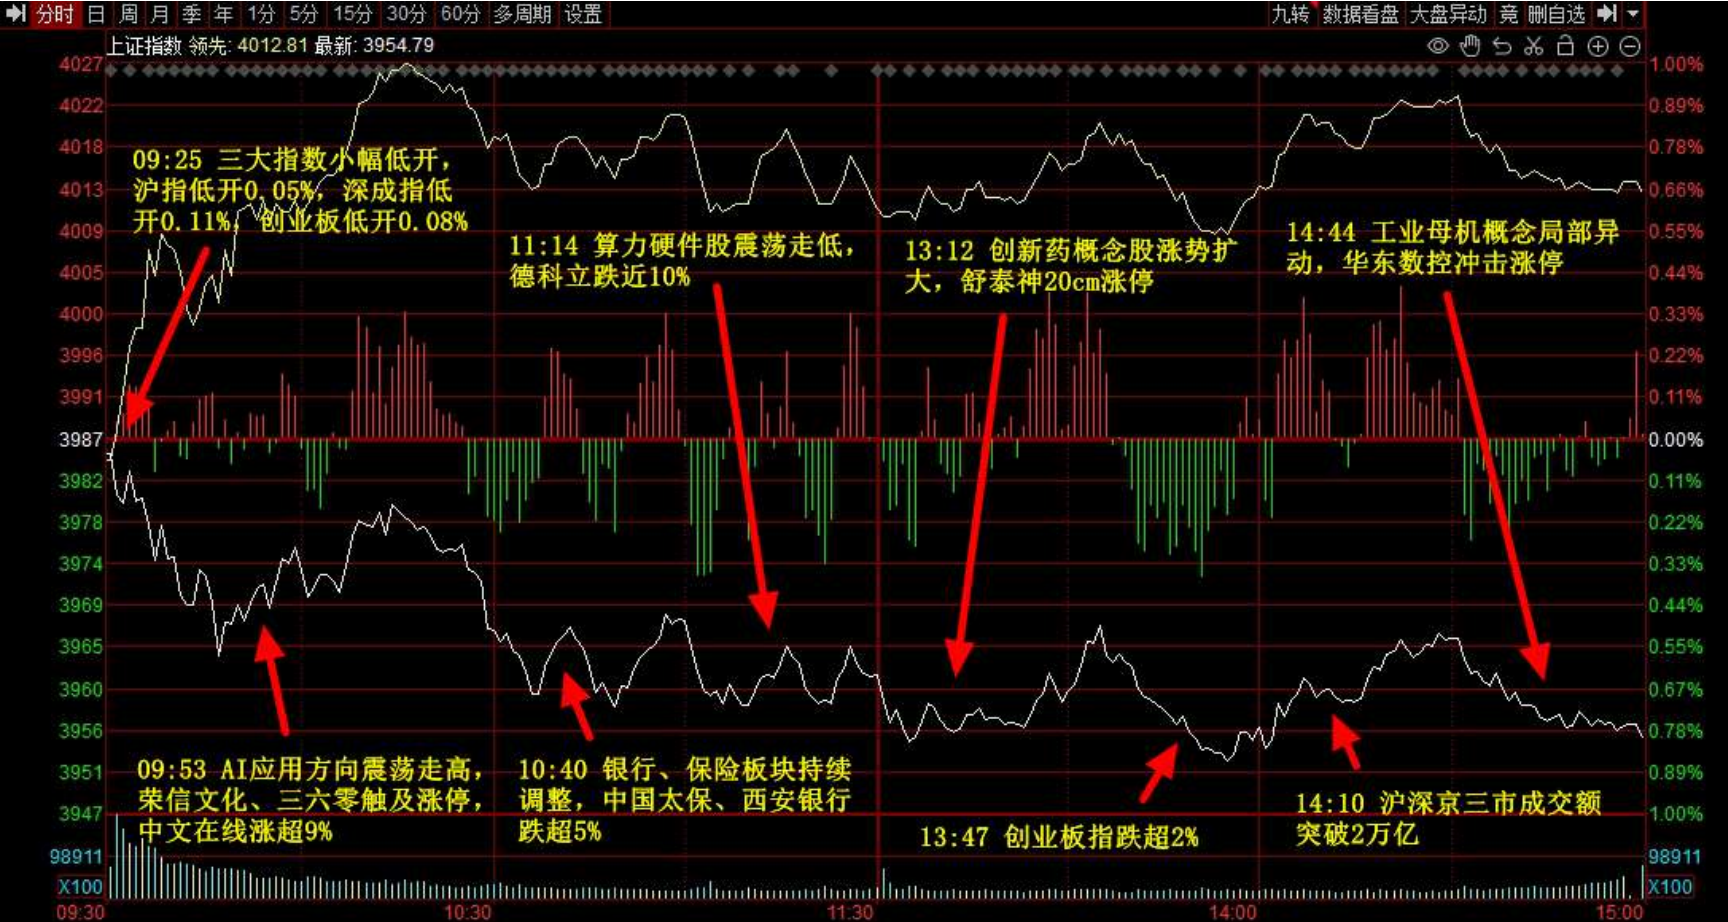 分时 日 周 月 季 年 1分 5分 15分 30分 60分 多周期 设置 九转 数据看盘 大盘异动 竞 删自选
上证指数 领先: 4012.81 最新: 3954.79
4027 1.00%
4022 0.89%
4018 0.78%
4013 0.66%
4009 0.55%
4005 0.44%
4000 0.33%
3996 0.22%
3991 0.11%
3987 0.00%
3982 0.11%
3978 0.22%
3974 0.33%
3969 0.44%
3965 0.55%
3960 0.67%
3956 0.78%
3951 0.89%
3947 1.00%
98911 98911
X100 X100
09:25 三大指数小幅低开，
沪指低开0.05%，深成指低
开0.11%，创业板低开0.08%
11:14 算力硬件股震荡走低，
德科立跌近10%
13:12 创新药概念股涨势扩
大，舒泰神20cm涨停
14:44 工业母机概念局部异
动，华东数控冲击涨停
09:53 AI应用方向震荡走高，
荣信文化、三六零触及涨停，
中文在线涨超9%
10:40 银行、保险板块持续
调整，中国太保、西安银行
跌超5%
13:47 创业板指跌超2%
14:10 沪深京三市成交额
突破2万亿
09:30 10:30 11:30 14:00 15:00